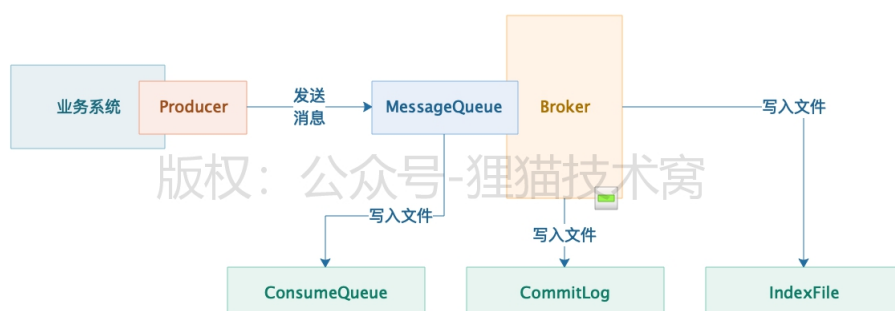 业务系统
Producer
发送
消息
MessageQueue
Broker
写入文件
版权：公众号-狸猫技术窝
写入文件
写入文件
ConsumeQueue
CommitLog
IndexFile